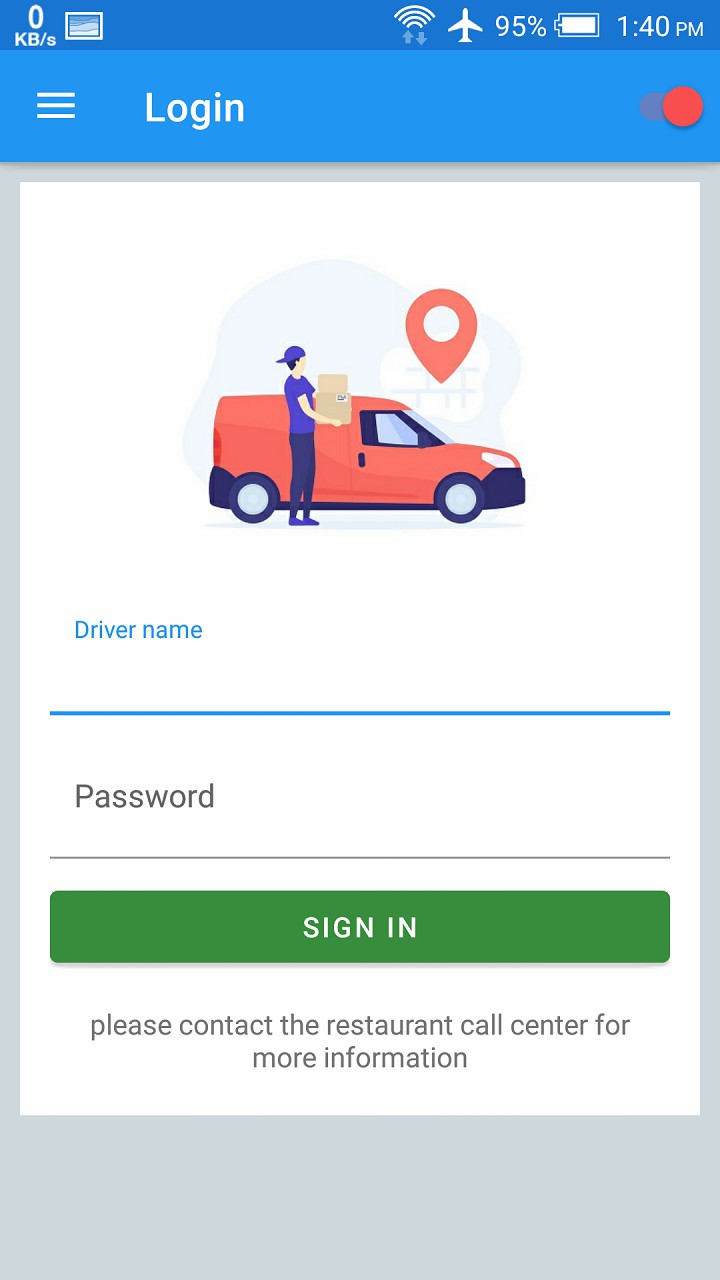 0
KB/s
95%
1:40 PM
Login
Driver name
Password
SIGN IN
please contact the restaurant call center for
more information